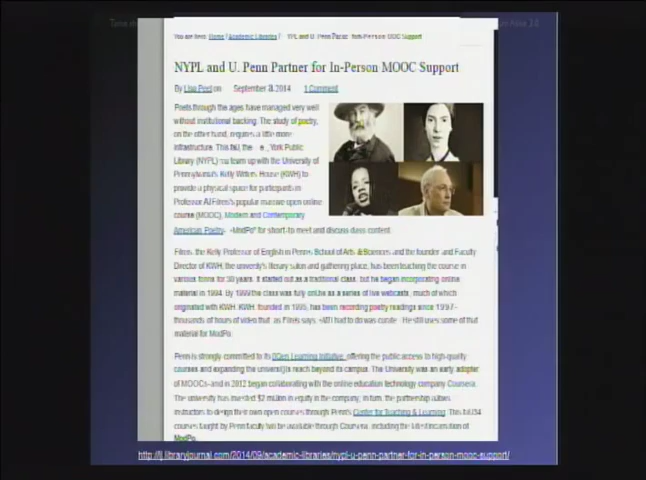 You are here: Home / Academic Libraries / NYPL and U. Penn Partner for In-Person MOOC Support
NYPL and U. Penn Partner for In-Person MOOC Support
By Lisa Peet on September 3, 2014 1 Comment
Poets through the ages have managed very well
without institutional backing. The study of poetry,
on the other hand, requires a little more
infrastructure. This fall, the York Public
Library (NYPL) team up with the University of
Pennsylvania's Kelly Writers House (KWH) to
provide a physical space for participants in
Professor Al Filreis's popular massive open online
course (MOOC), Modern and Contemporary
American Poetry- «ModPo" for short-to meet and discuss class content.
Filreis, the Kelly Professor of English in Penn's School of Arts & Sciences and the founder and Faculty
Director of KWH, the university's literary salon and gathering place, has been teaching the course in
various forms for 30 years. It started out as a traditional class, but he began incorporating online
material in 1994. By 1999 the class was fully online as a series of live webcasts, much of which
originated with KWH. KWH, founded in 1995, has been recording poetry readings since 1997-
thousands of hours of video that, as Filreis says, had to do was curate. He still uses some of that
material for ModPo.
Penn is strongly committed to its Open Learning Initiative, offering the public access to high-quality
courses and expanding the university's reach beyond its campus. The University was an early adopter
of MOOCs-and in 2012 began collaborating with the online education technology company Coursera.
The university has invested $2 million in equity in the company; in turn, the partnership allows
instructors to design their own open courses through Penn's Center for Teaching & Learning. This fall
courses taught by Penn faculty will be available through Coursera, including the latest incarnation of
ModPo.
http://lj.libraryjournal.com/2014/09/academic-libraries/nypl-u-penn-partner-for-in-person-mooc-support/